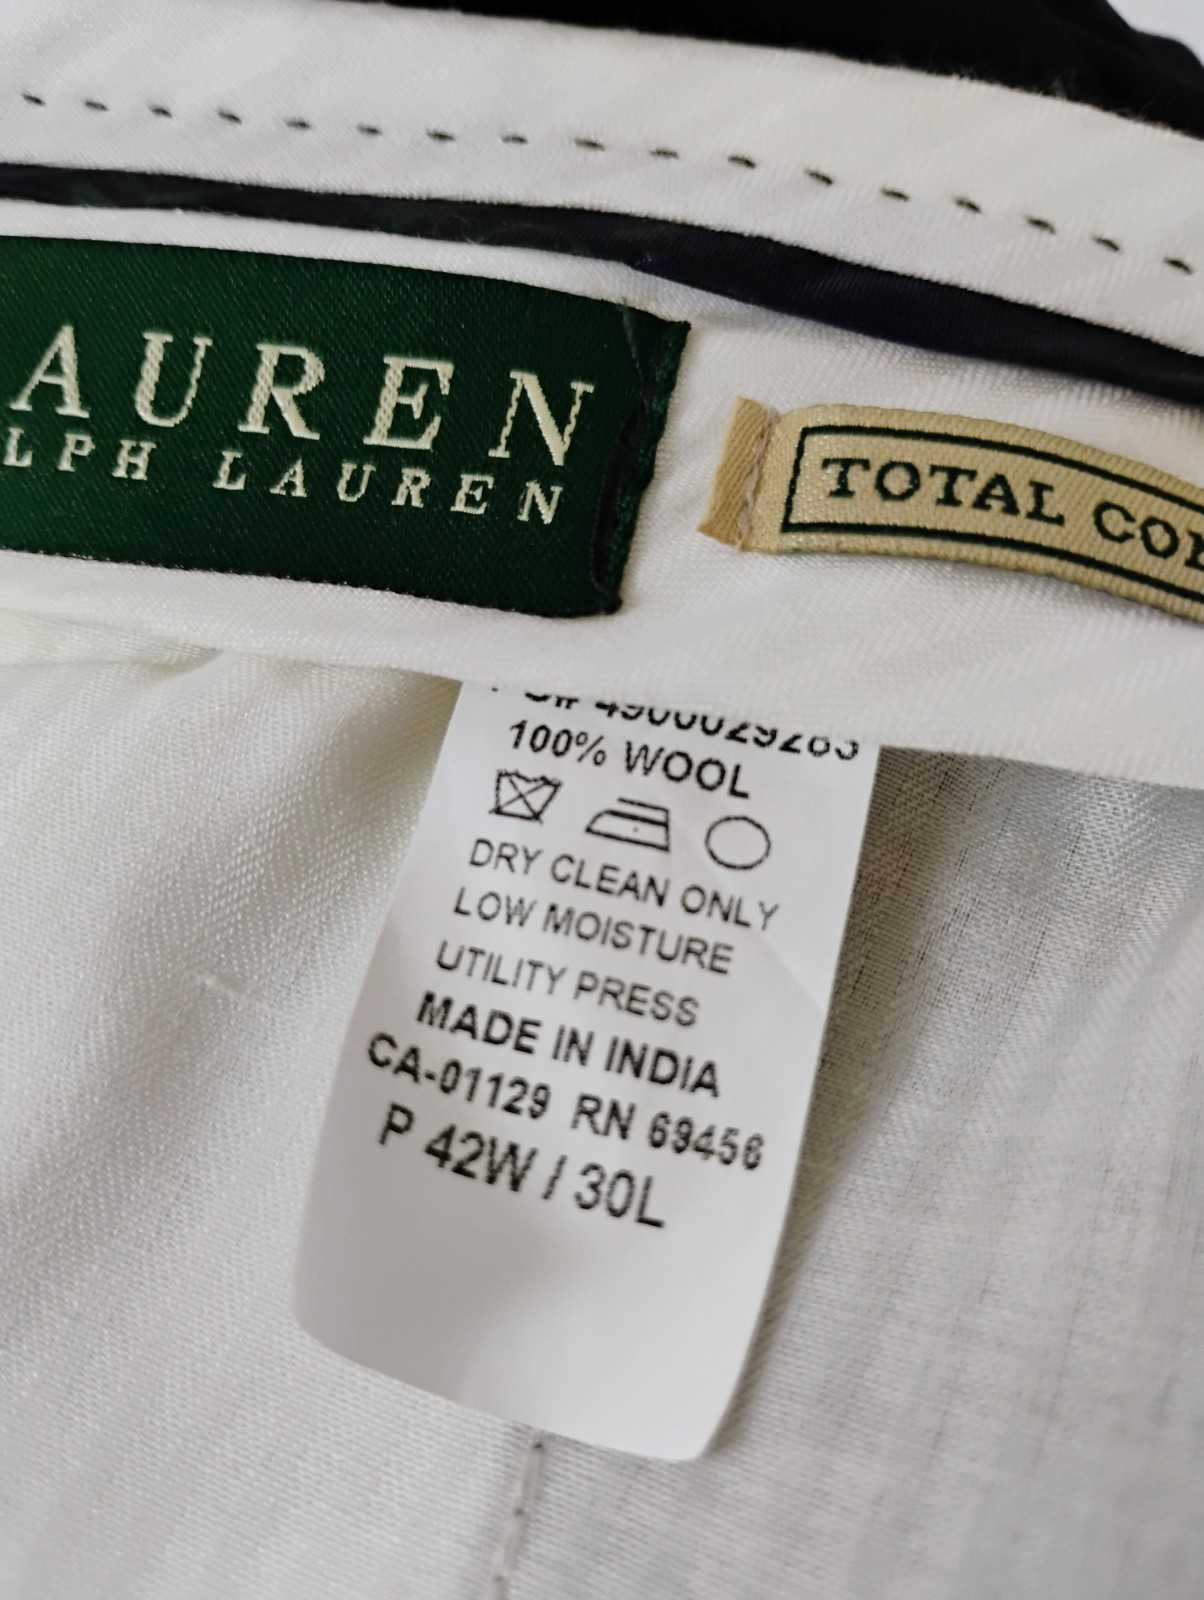 AUREN
LPH LAUREN
TOTAL
4900029283
100% WOOL
DRY CLEAN ONLY
LOW MOISTURE
UTILITY PRESS
MADE IN INDIA
CA-01129 RN 69456
P 42W / 30L